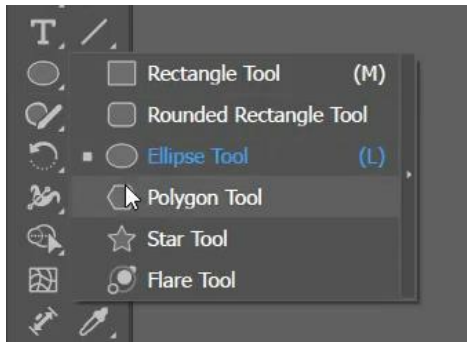 T
Rectangle Tool (M)
Rounded Rectangle Tool
Ellipse Tool (L)
Polygon Tool
Star Tool
Flare Tool